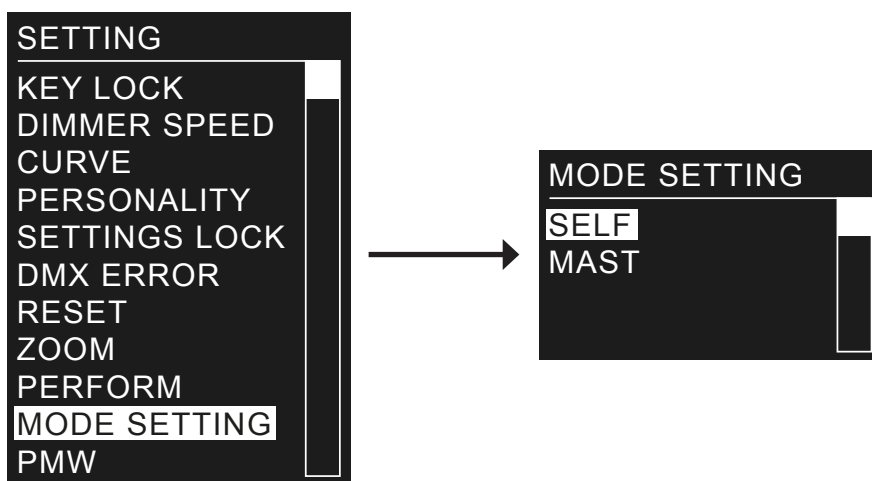 SETTING
KEY LOCK
DIMMER SPEED
CURVE
PERSONALITY
SETTINGS LOCK
DMX ERROR
RESET
ZOOM
PERFORM
MODE SETTING
PMW
MODE SETTING
SELF
MAST